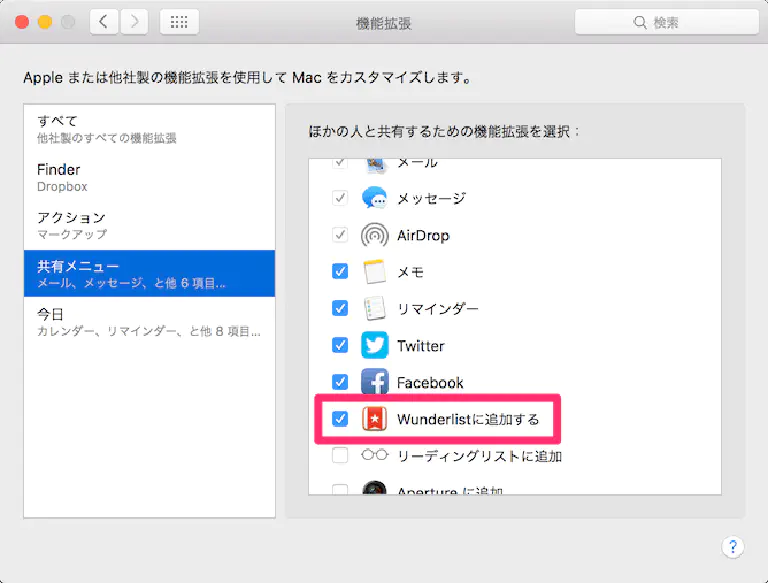 機能拡張
検索
Apple または他社製の機能拡張を使用して Mac をカスタマイズします。
すべて
他社製のすべての機能拡張
Finder
Dropbox
アクション
マークアップ
共有メニュー
メール、メッセージ、と他 6 項目...
今日
カレンダー、リマインダー、と他 8 項目...
ほかの人と共有するための機能拡張を選択：
メール
メッセージ
AirDrop
メモ
リマインダー
Twitter
Facebook
Wunderlistに追加する
リーディングリストに追加
Aperture に追加
?